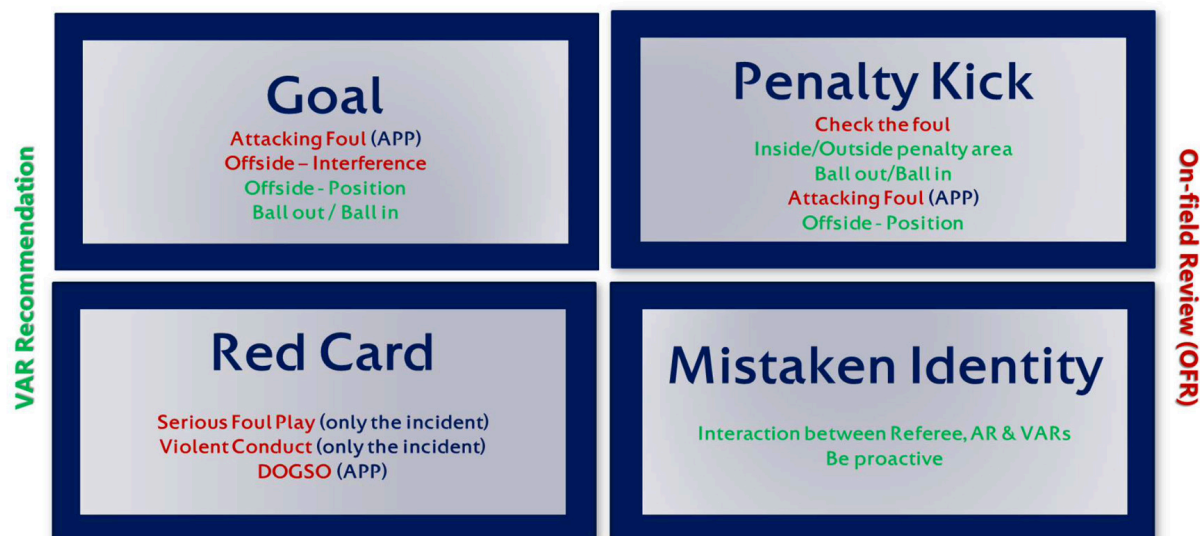 VAR Recommendation
Goal
Attacking Foul (APP)
Offside – Interference
Offside - Position
Ball out / Ball in
Penalty Kick
Check the foul
Inside/Outside penalty area
Ball out/Ball in
Attacking Foul (APP)
Offside - Position
Red Card
Serious Foul Play (only the incident)
Violent Conduct (only the incident)
DOGSO (APP)
Mistaken Identity
Interaction between Referee, AR & VARs
Be proactive
On-field Review (OFR)